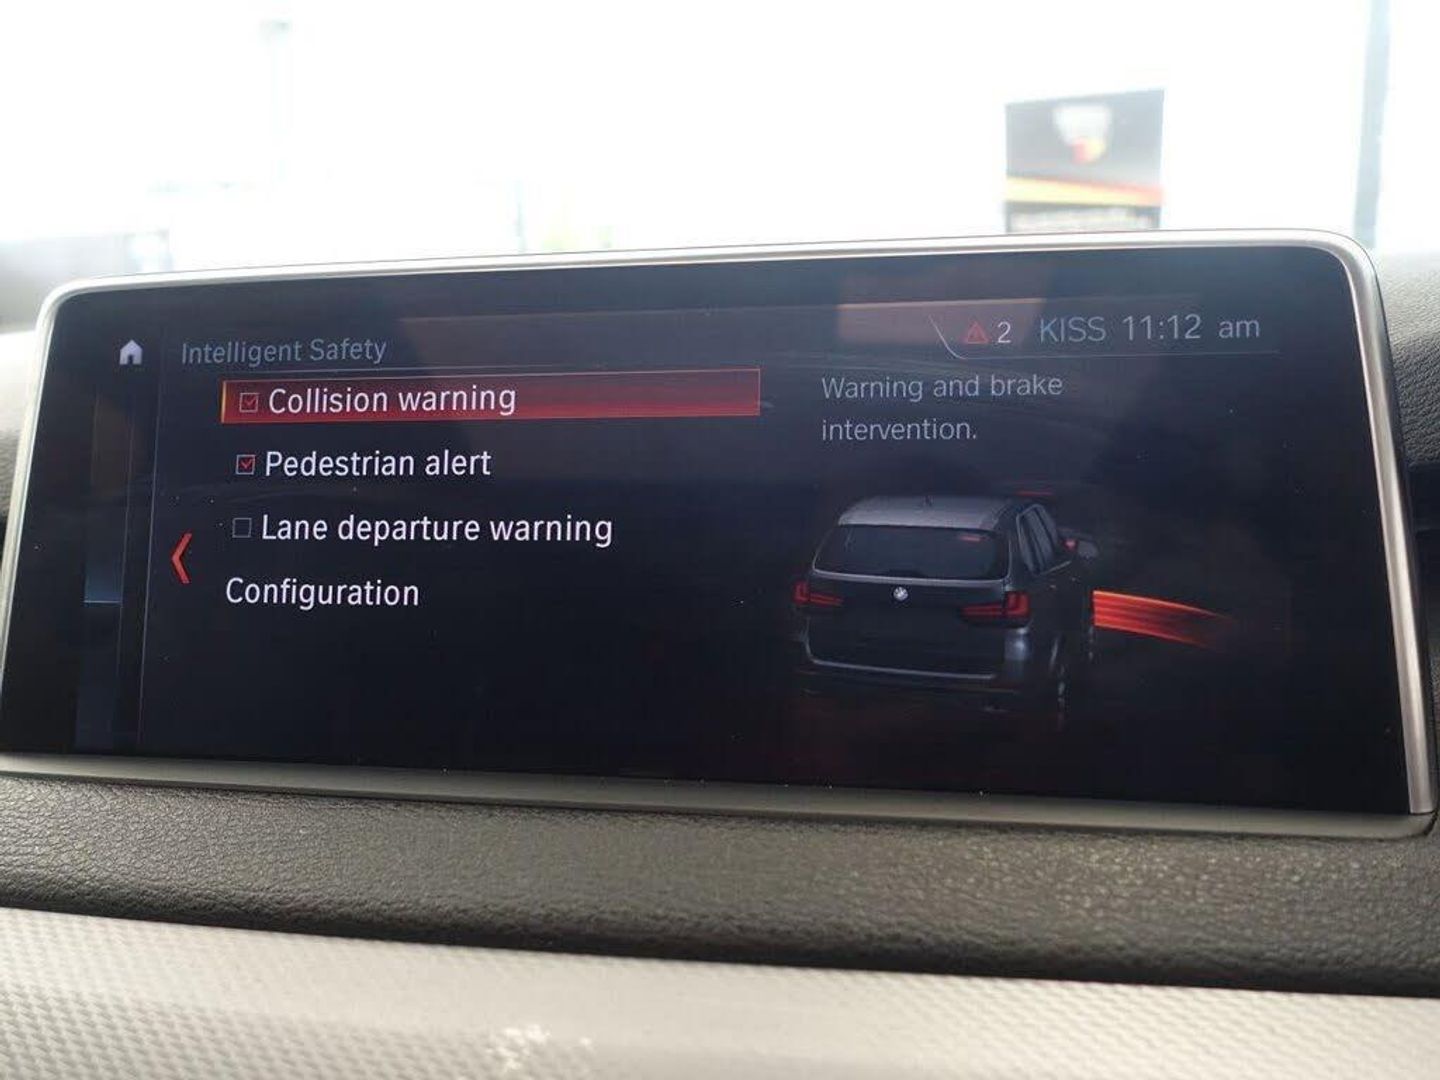 2 KISS 11:12 am
Intelligent Safety
Collision warning
Pedestrian alert
Lane departure warning
Configuration
Warning and brake
intervention.